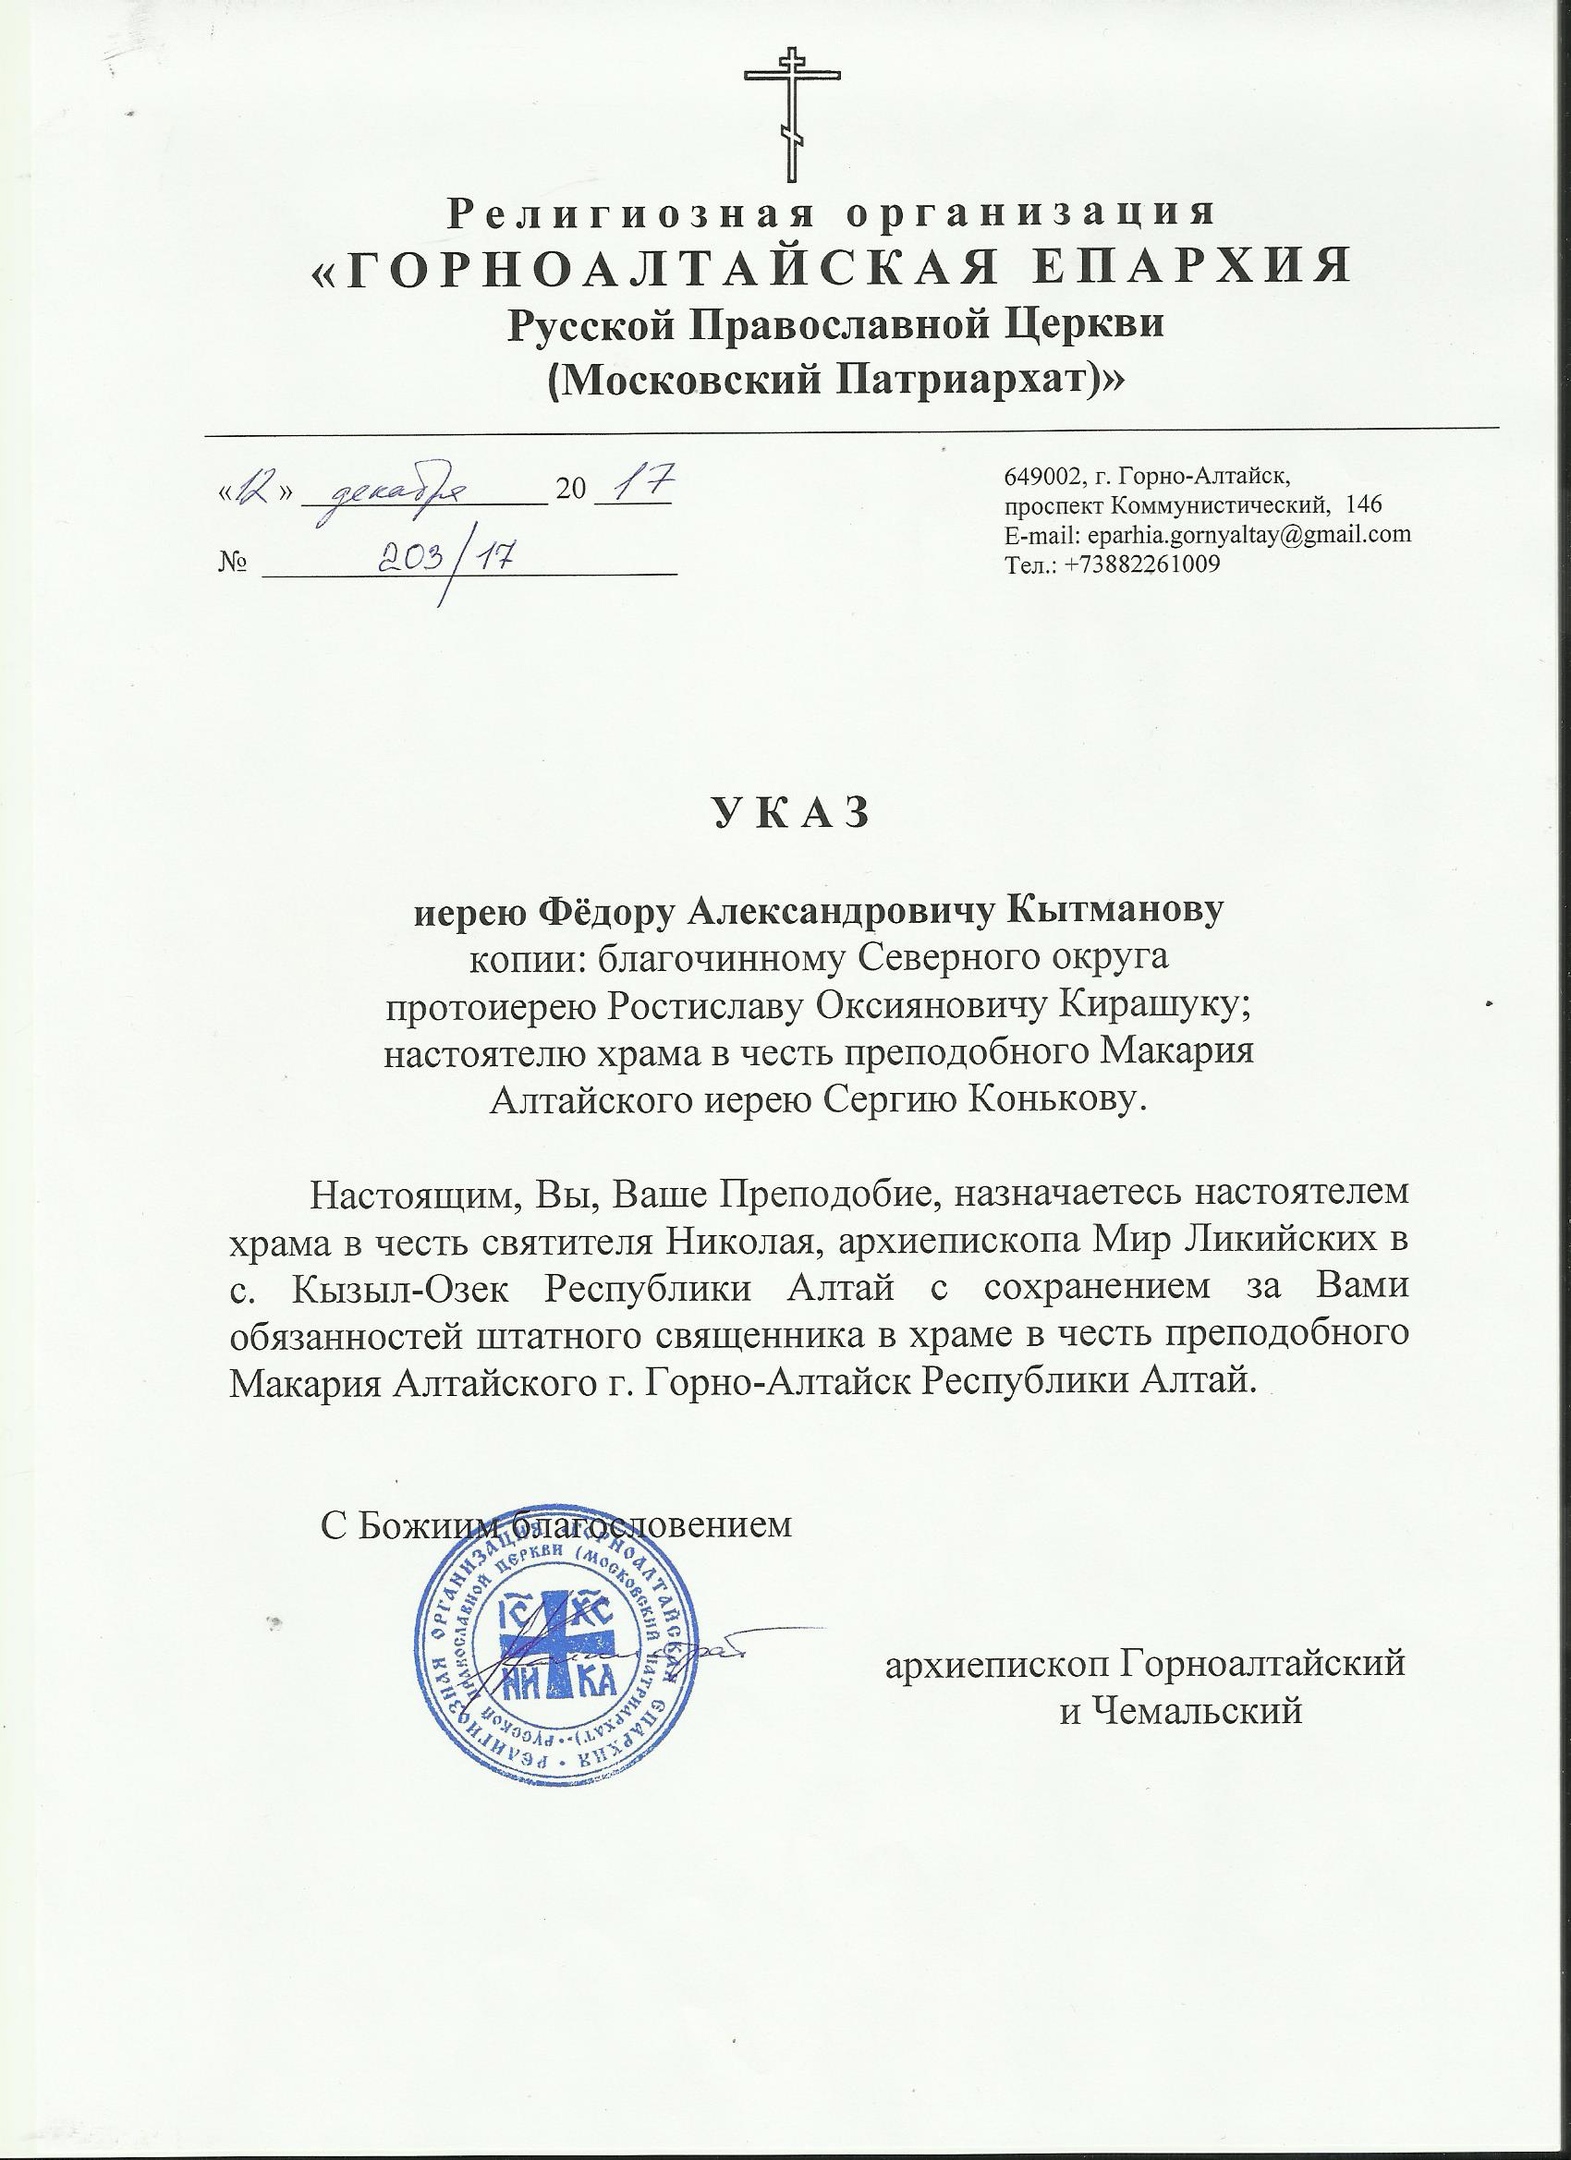 Религиозная организация
«ГОРНОАЛТАЙСКАЯ ЕПАРХИЯ
Русской Православной Церкви
(Московский Патриархат)»
«12» декабря 20 17
№ 203/17
649002, г. Горно-Алтайск,
проспект Коммунистический, 146
E-mail: eparhia.gornyaltay@gmail.com
Тел.: +73882261009
УКАЗ
иерею Фёдору Александровичу Кытманову
копии: благочинному Северного округа
протоиерею Ростиславу Оксияновичу Кирашуку;
настоятелю храма в честь преподобного Макария
Алтайского иерею Сергию Конькову.
Настоящим, Вы, Ваше Преподобие, назначаетесь настоятелем
храма в честь святителя Николая, архиепископа Мир Ликийских в
с. Кызыл-Озек Республики Алтай с сохранением за Вами
обязанностей штатного священника в храме в честь преподобного
Макария Алтайского г. Горно-Алтайск Республики Алтай.
С Божиим благословением
РЕЛИГИОЗНАЯ ОРГАНИЗАЦИЯ «ГОРНОАЛТАЙСКАЯ ЕПАРХИЯ
РУССКОЙ ПРАВОСЛАВНОЙ ЦЕРКВИ (МОСКОВСКИЙ ПАТРИАРХАТ)»
IС ХС
НИ КА
архиепископ Горноалтайский
и Чемальский